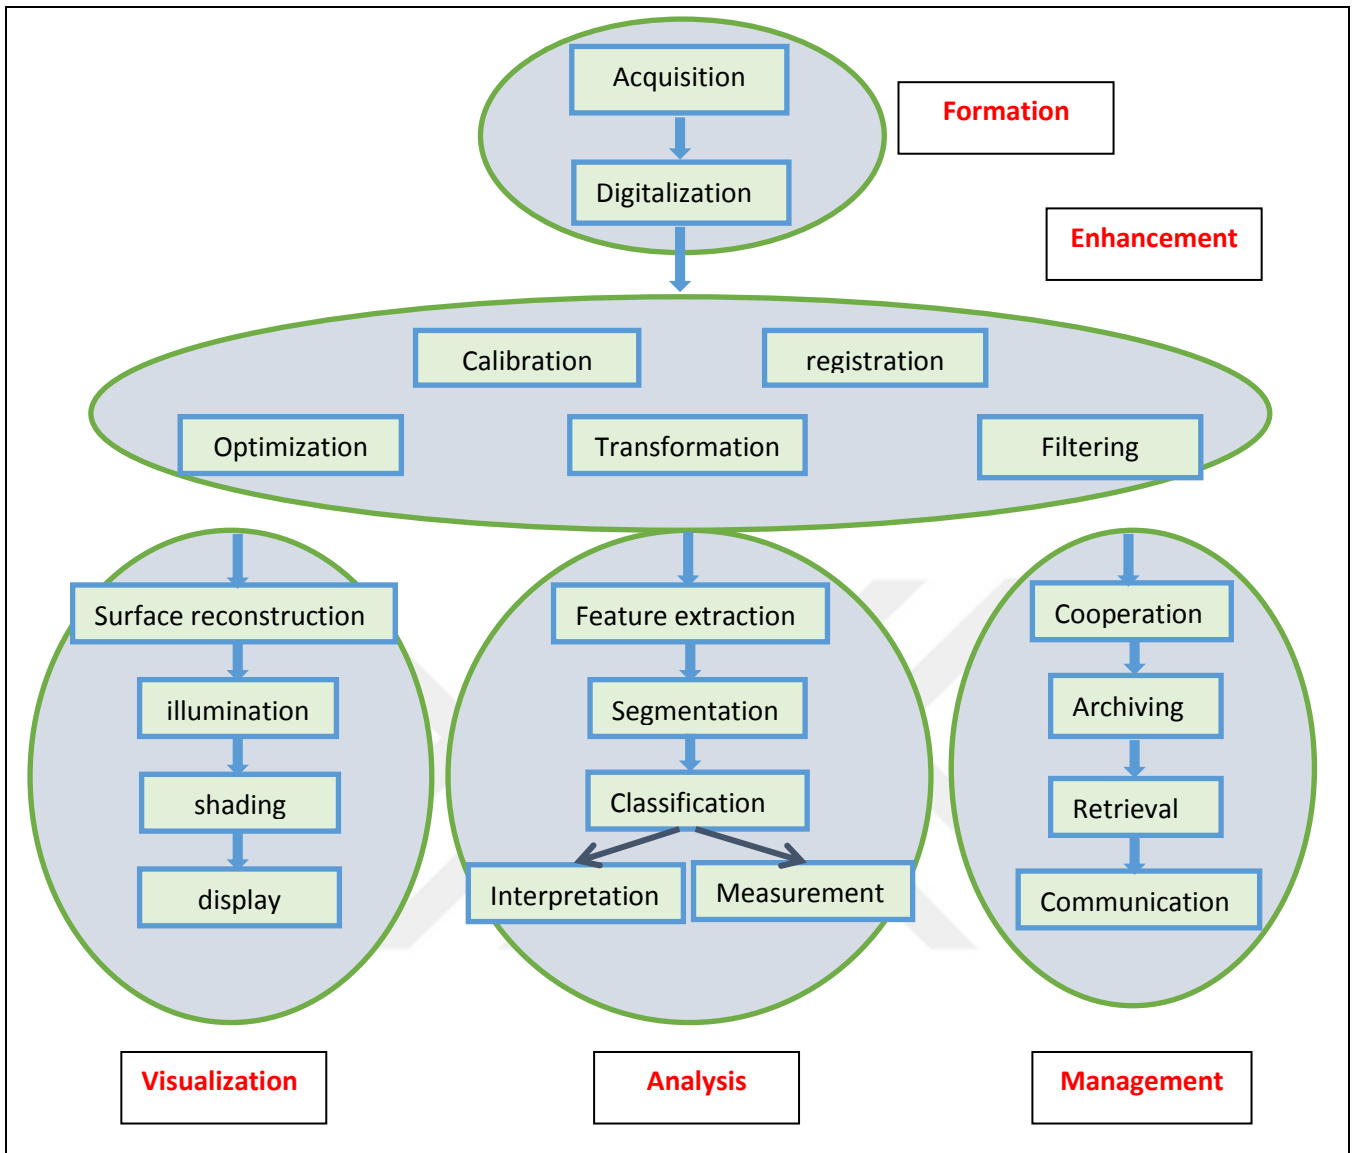 Acquisition
Formation
Digitalization
Enhancement
Calibration
registration
Optimization
Transformation
Filtering
Surface reconstruction
Feature extraction
Cooperation
illumination
Segmentation
Archiving
shading
Classification
Retrieval
display
Interpretation
Measurement
Communication
Visualization
Analysis
Management